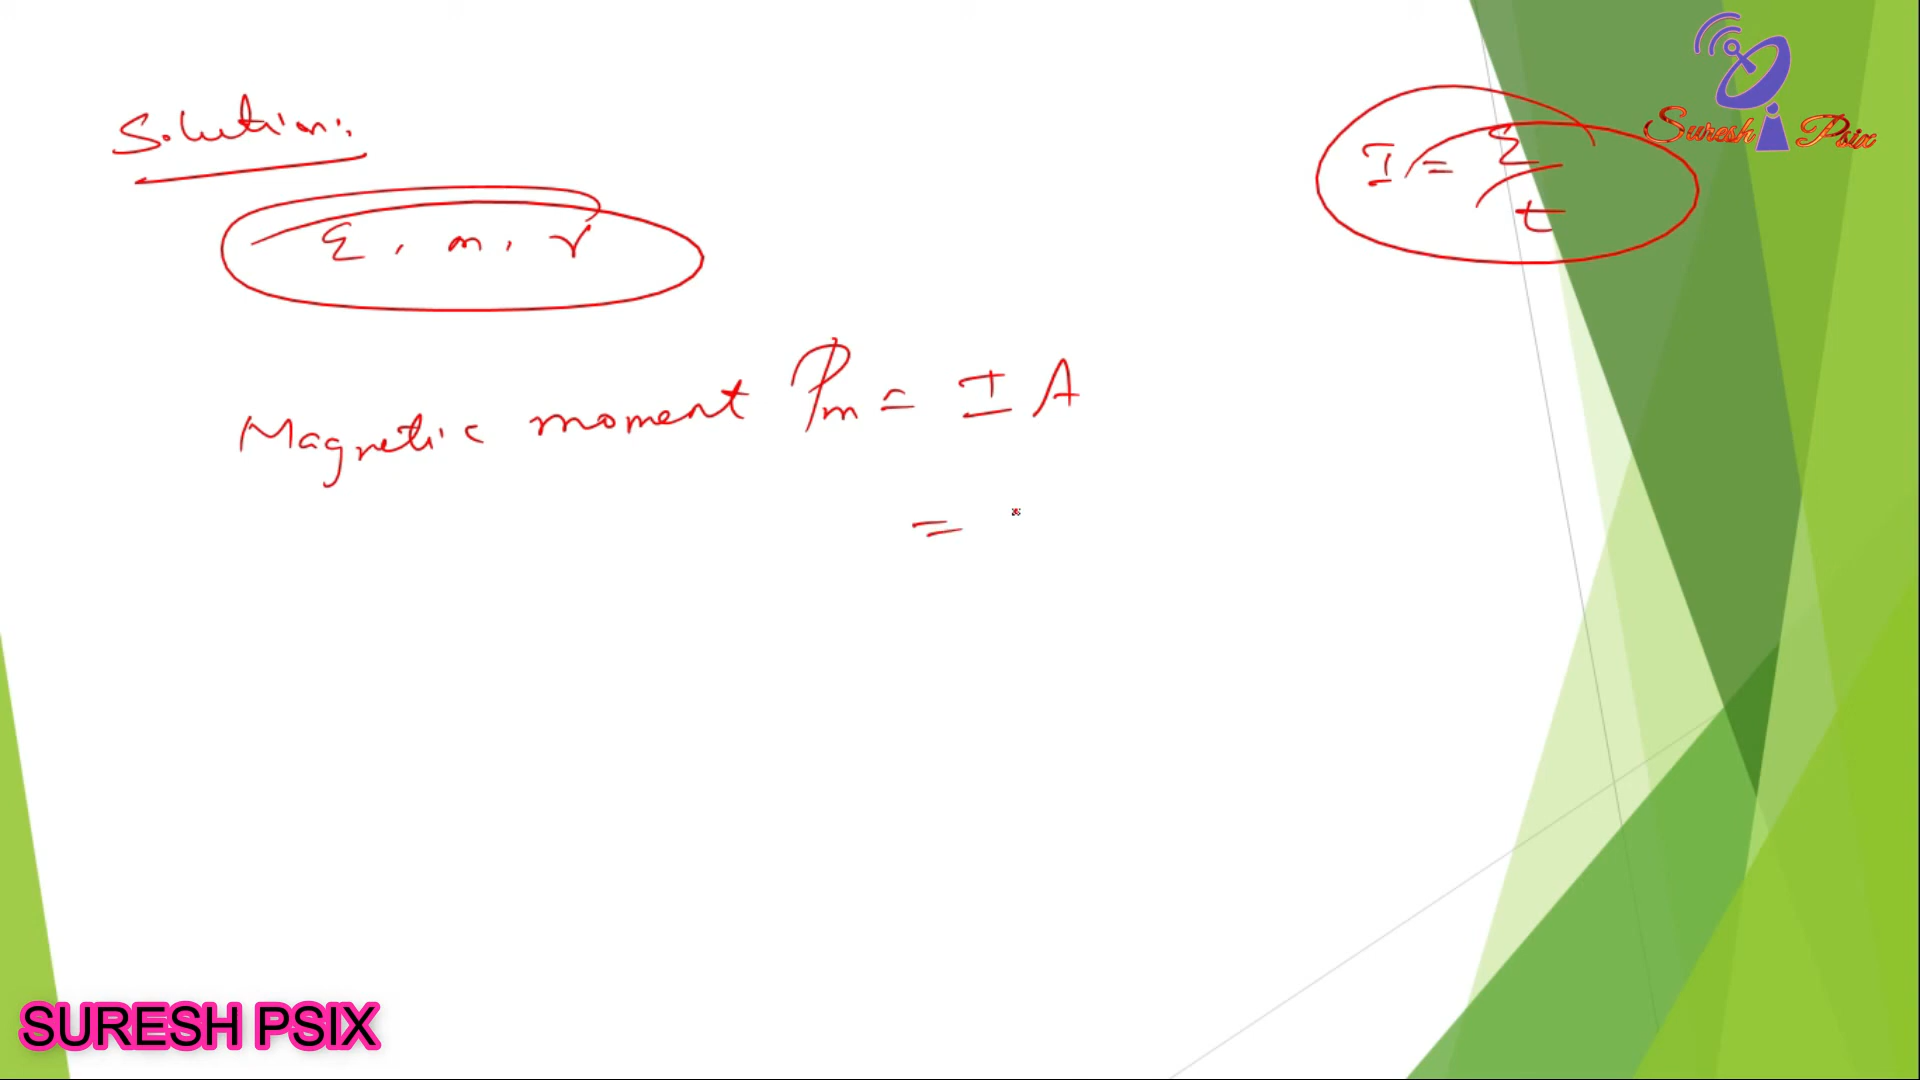 Solution:
q, m, r
I = q/t
Magnetic moment Pm = I A
=
Suresh Psix
SURESH PSIX